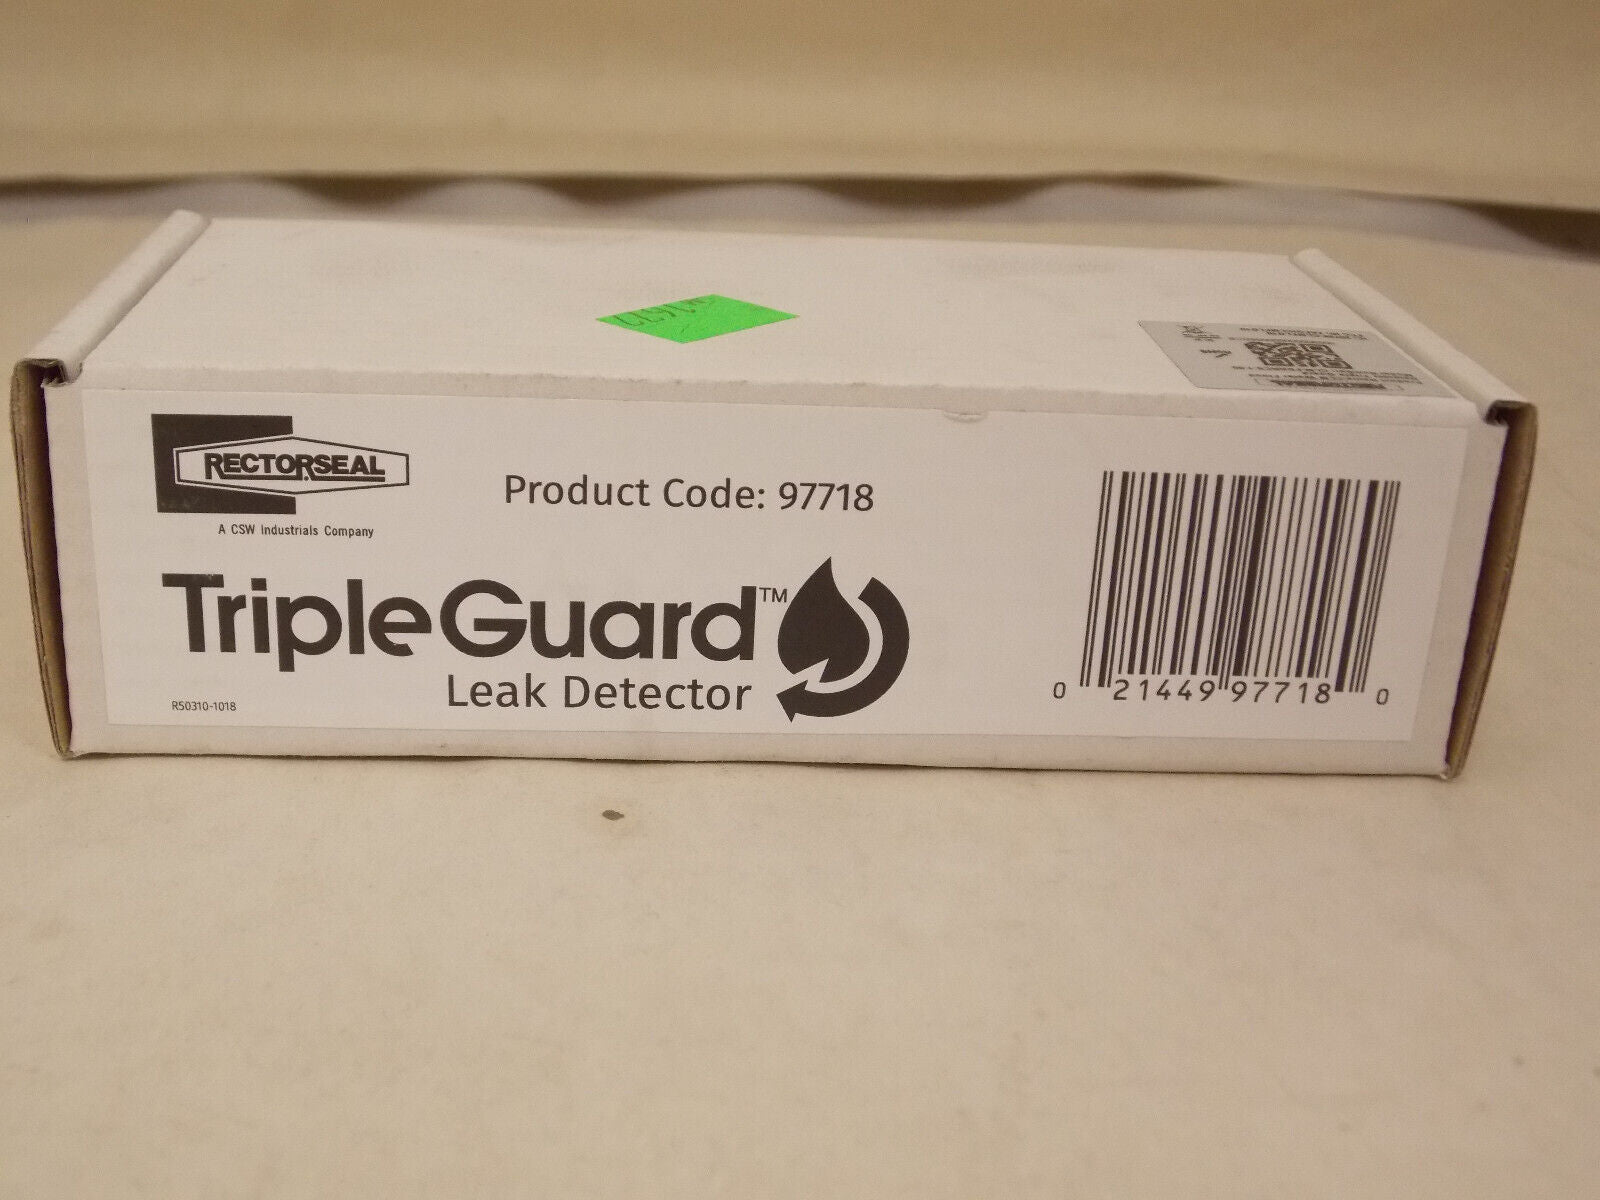 RECTORSEAL
A CSW Industrials Company
Product Code: 97718
TripleGuard™
Leak Detector
R50310-1018
0 21449 97718 0